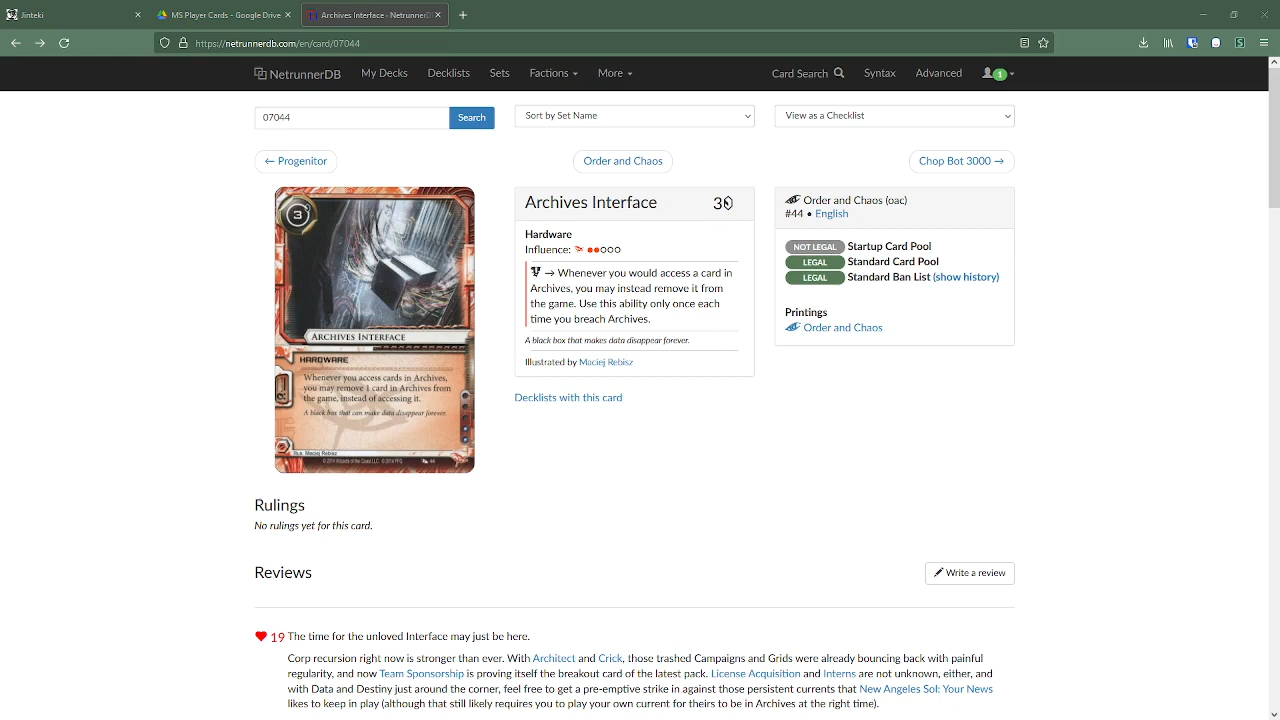 Jinteki
MS Player Cards - Google Drive
Archives Interface - NetrunnerD
https://netrunnerdb.com/en/card/07044
NetrunnerDB My Decks Decklists Sets Factions More Card Search Syntax Advanced 1
07044 Search Sort by Set Name View as a Checklist
← Progenitor Order and Chaos Chop Bot 3000 →
3
ARCHIVES INTERFACE
HARDWARE
Whenever you access cards in Archives,
you may remove 1 card in Archives from
the game, instead of accessing it.
A black box that can make data disappear forever.
Illus. Maciej Rebisz
Archives Interface 3
Hardware
Influence:
→ Whenever you would access a card in
Archives, you may instead remove it from
the game. Use this ability only once each
time you breach Archives.
A black box that makes data disappear forever.
Illustrated by Maciej Rebisz
Decklists with this card
Order and Chaos (oac)
#44 • English
NOT LEGAL Startup Card Pool
LEGAL Standard Card Pool
LEGAL Standard Ban List (show history)
Printings
Order and Chaos
Rulings
No rulings yet for this card.
Reviews
Write a review
19 The time for the unloved Interface may just be here.
Corp recursion right now is stronger than ever. With Architect and Crick, those trashed Campaigns and Grids were already bouncing back with painful
regularity, and now Team Sponsorship is proving itself the breakout card of the latest pack. License Acquisition and Interns are not unknown, either, and
with Data and Destiny just around the corner, feel free to get a pre-emptive strike in against those persistent currents that New Angeles Sol: Your News
likes to keep in play (although that still likely requires you to play your own current for theirs to be in Archives at the right time).